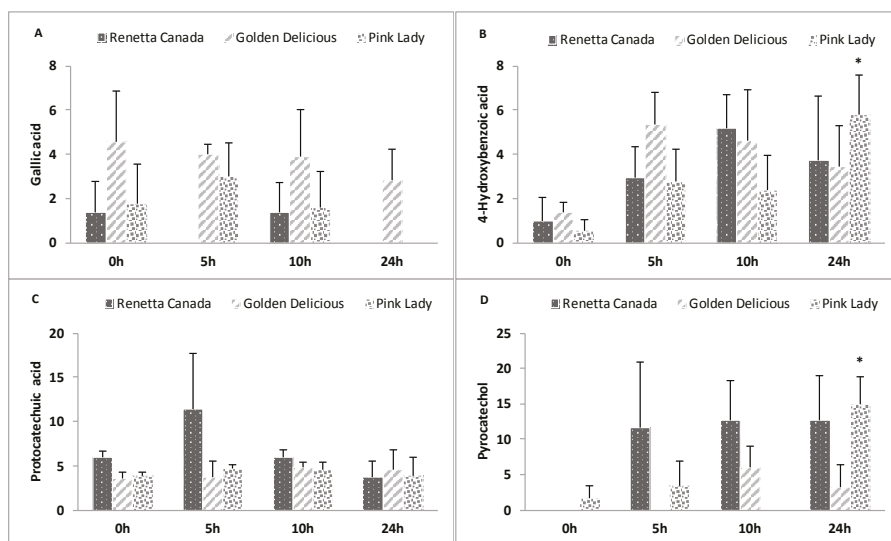 A
Renetta Canada Golden Delicious Pink Lady
8
6
4
2
0
Gallic acid
0h 5h 10h 24h
B
Renetta Canada Golden Delicious Pink Lady
*
8
6
4
2
0
4-Hydroxybenzoic acid
0h 5h 10h 24h
C
Renetta Canada Golden Delicious Pink Lady
20
15
10
5
0
Protocatechuic acid
0h 5h 10h 24h
D
Renetta Canada Golden Delicious Pink Lady
*
25
20
15
10
5
0
Pyrocatechol
0h 5h 10h 24h